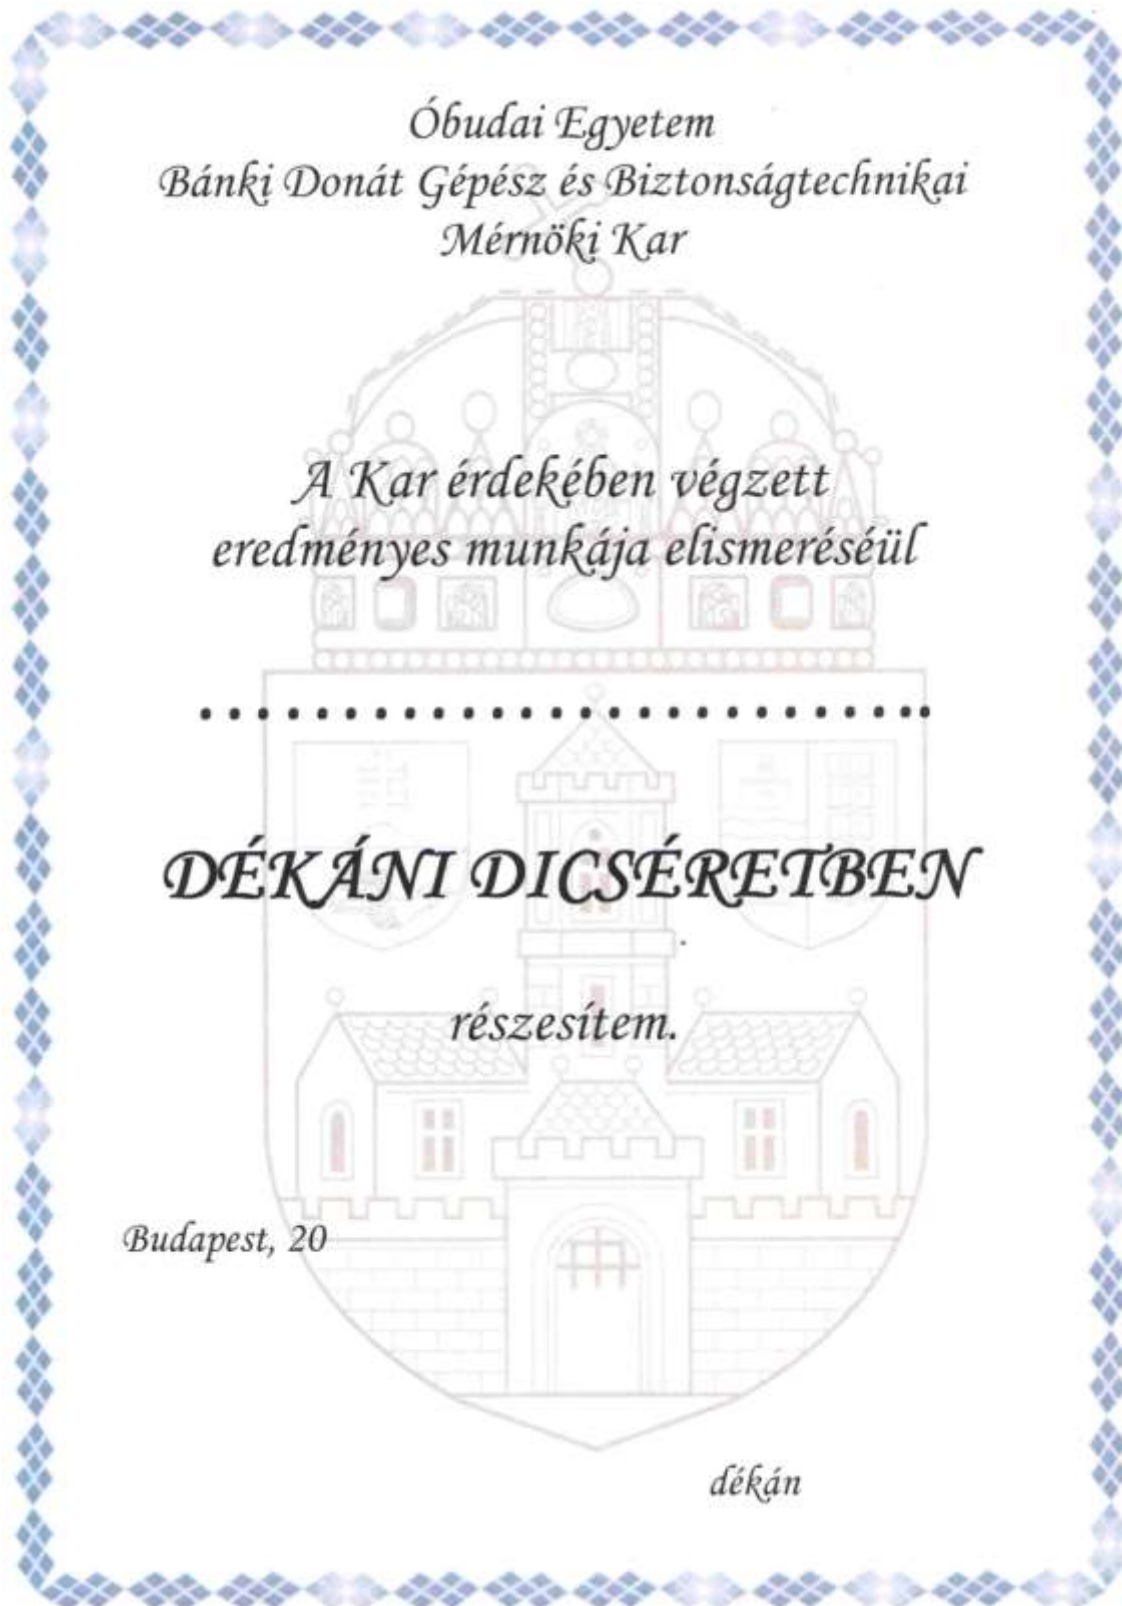 Óbudai Egyetem
Bánki Donát Gépész és Biztonságtechnikai
Mérnöki Kar
A Kar érdekében végzett
eredményes munkája elismeréséül
..........................
DÉKÁNI DICSÉRETBEN
részesítem.
Budapest, 20
dékán